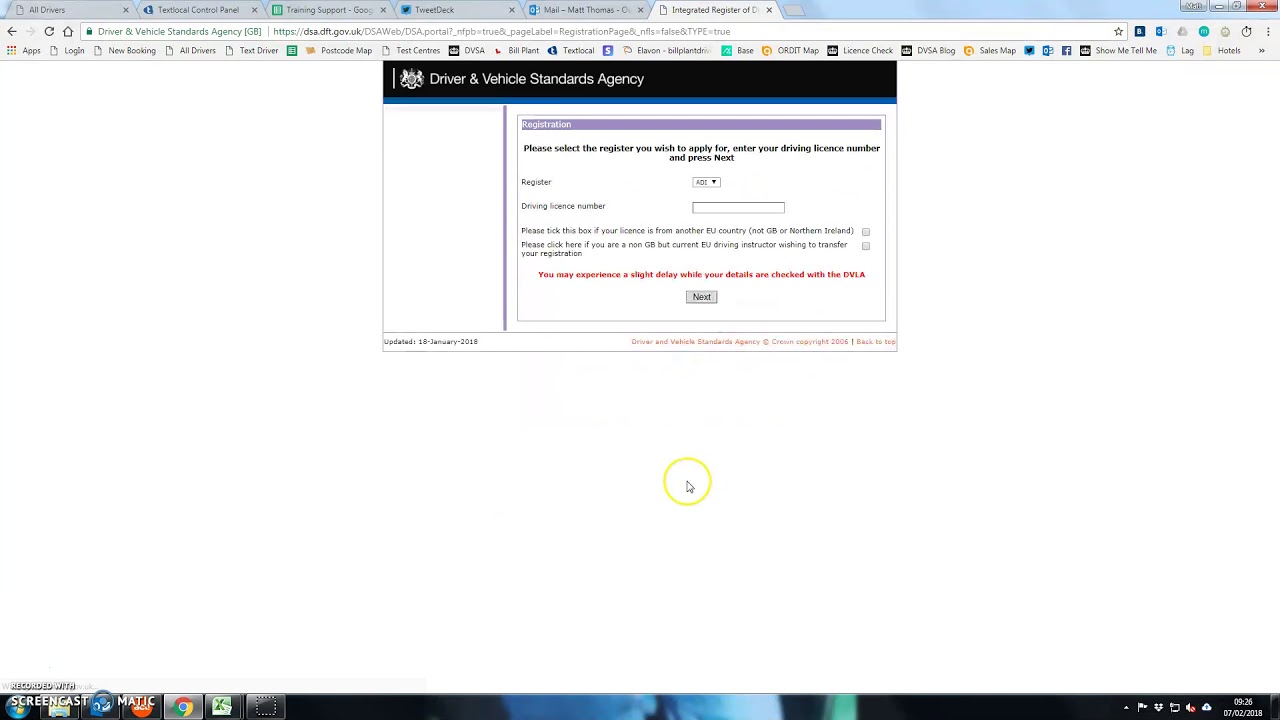 All Drivers
Textlocal Control Panel
Training Support - Goog
TweetDeck
Mail – Matt Thomas - Ou
Integrated Register of D
Driver & Vehicle Standards Agency [GB]
https://dsa.dft.gov.uk/DSAWeb/DSA.portal?_nfpb=true&_pageLabel=RegistrationPage&_nfls=false&TYPE=true
Apps
Login
New Booking
All Drivers
Text Driver
Postcode Map
Test Centres
DVSA
Bill Plant
Textlocal
Elavon - billplantdrivi
Base
ORDIT Map
Licence Check
DVSA Blog
Sales Map
Show Me Tell Me
Lag
Hotels
Driver & Vehicle Standards Agency
Registration
Please select the register you wish to apply for, enter your driving licence number
and press Next
Register
ADI
Driving licence number
Please tick this box if your licence is from another EU country (not GB or Northern Ireland)
Please click here if you are a non GB but current EU driving instructor wishing to transfer
your registration
You may experience a slight delay while your details are checked with the DVLA
Next
Updated: 18-January-2018
Driver and Vehicle Standards Agency © Crown copyright 2006 | Back to top
RECORDED WITH
SCREENCAST MATIC
09:26
07/02/2018